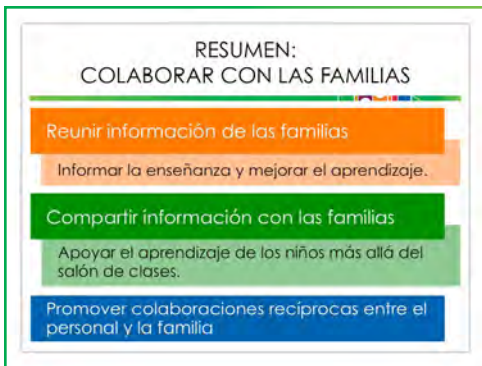 RESUMEN:
COLABORAR CON LAS FAMILIAS
Reunir información de las familias
Informar la enseñanza y mejorar el aprendizaje.
Compartir información con las familias
Apoyar el aprendizaje de los niños más allá del
salón de clases.
Promover colaboraciones recíprocas entre el
personal y la familia